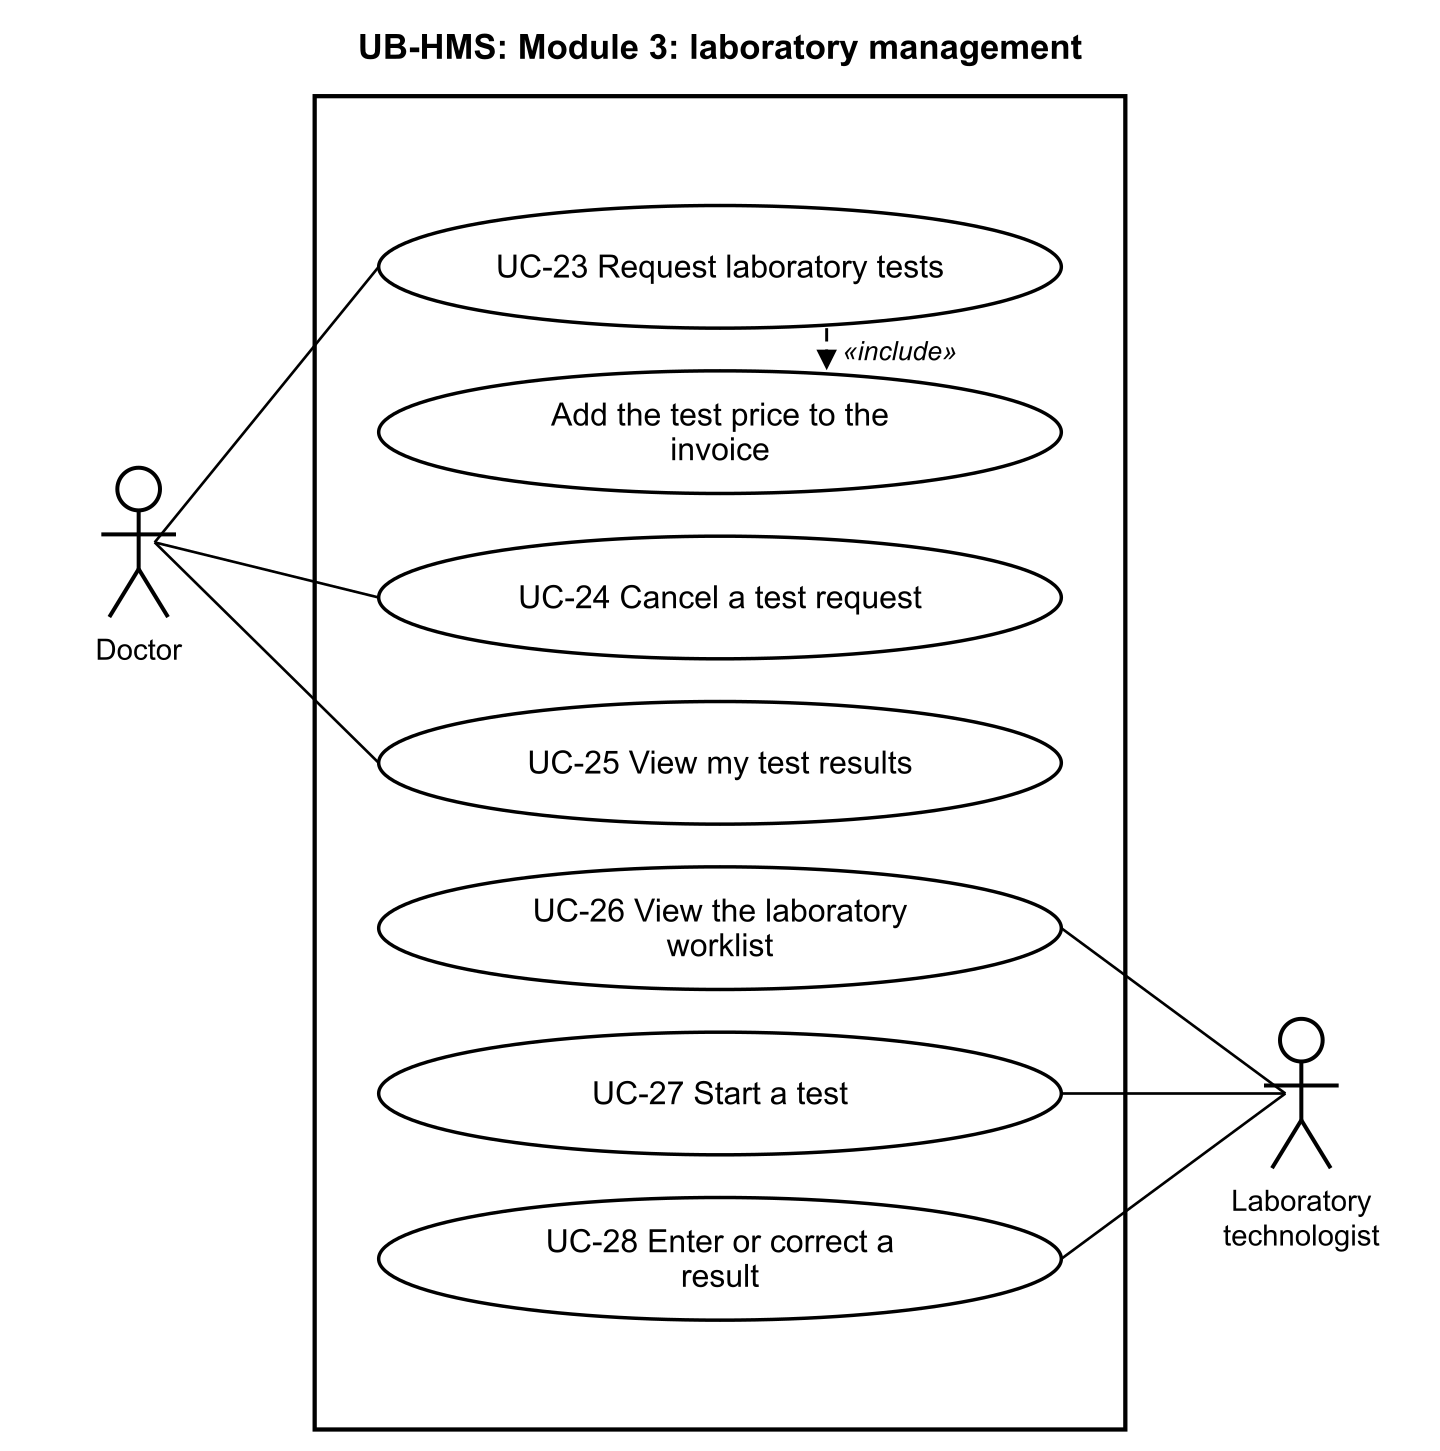 UB-HMS: Module 3: laboratory management
UC-23 Request laboratory tests
«include»
Add the test price to the
invoice
UC-24 Cancel a test request
Doctor
UC-25 View my test results
UC-26 View the laboratory
worklist
UC-27 Start a test
Laboratory
technologist
UC-28 Enter or correct a
result